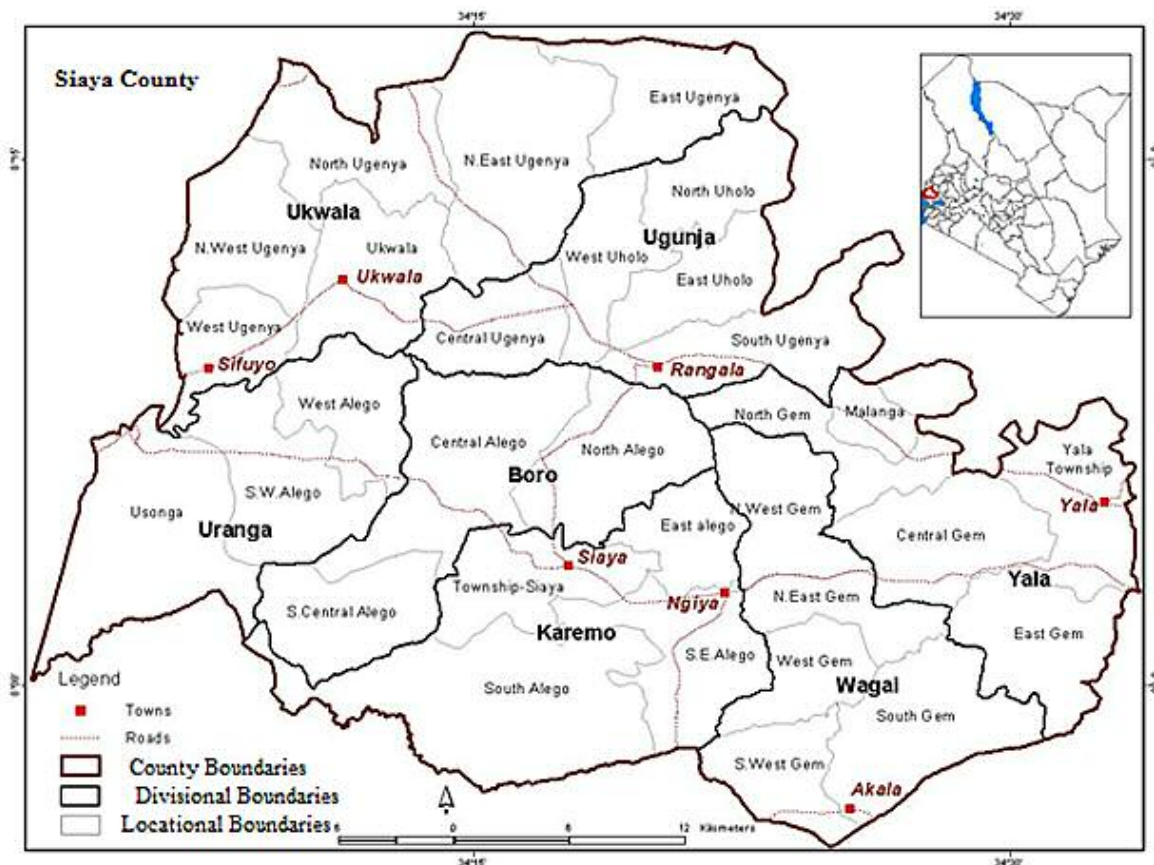 34°15'
34°30'
Siaya County
East Ugenya
North Ugenya
N.East Ugenya
North Uholo
Ukwala
Ugunja
N.West Ugenya
Ukwala
West Uholo
East Uholo
Ukwala
West Ugenya
Central Ugenya
South Ugenya
Sifuyo
Rangala
West Alego
North Gem
Malanga
Central Alego
North Alego
Yala
Township
Boro
S.W.Alego
Usonga
Uranga
East alego
N.West Gem
Central Gem
Yala
Siaya
Township-Siaya
Yala
S.Central Alego
Ngiya
N.East Gem
Karemo
East Gem
S.E.Alego
West Gem
Wagai
South Alego
South Gem
Legend
Towns
Roads
County Boundaries
Divisional Boundaries
Locational Boundaries
S.West Gem
Akala
6 0 6 12 Kilometers
34°15'
34°30'